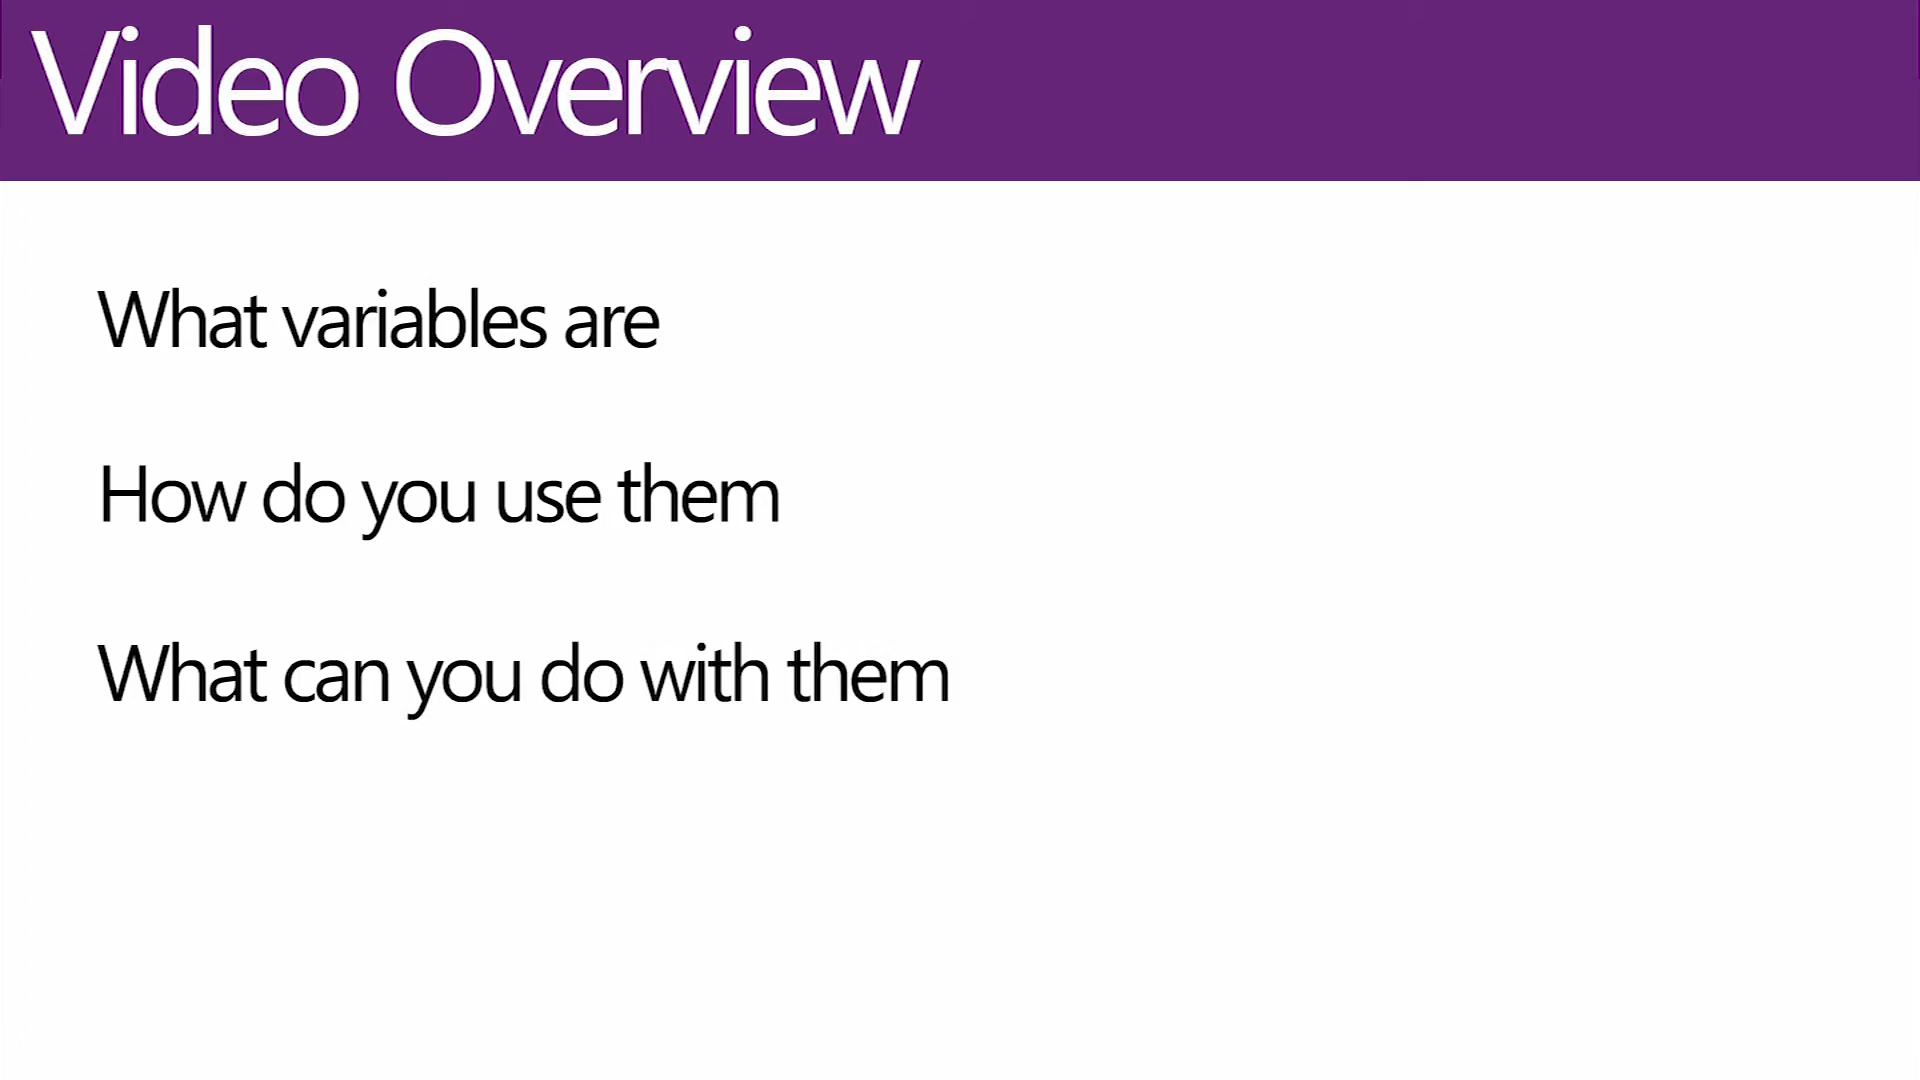 Video Overview
What variables are
How do you use them
What can you do with them